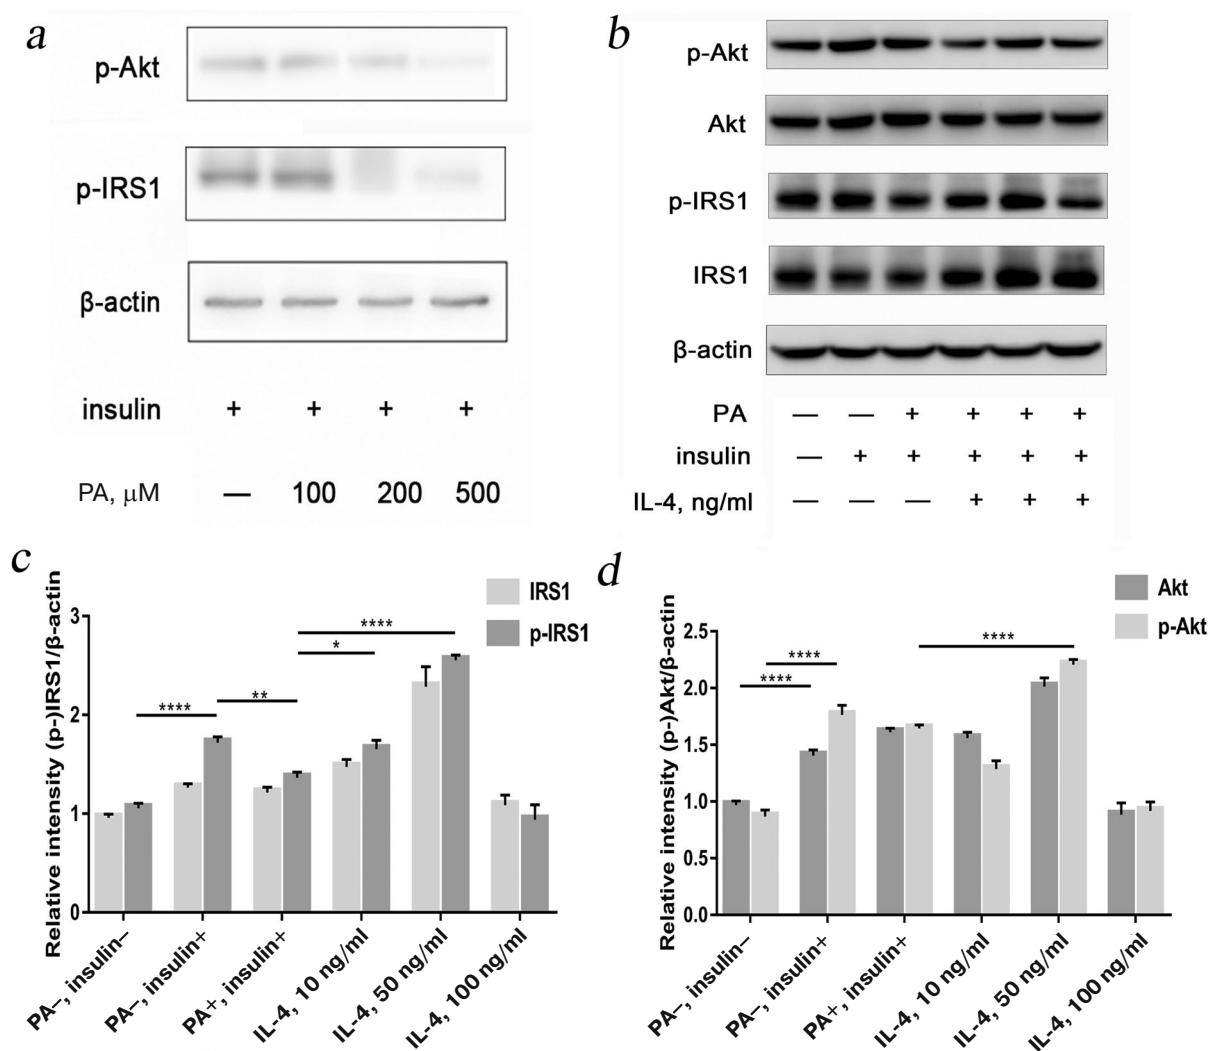 a
p-Akt
p-IRS1
β-actin
insulin + + + +
PA, μM — 100 200 500
b
p-Akt
Akt
p-IRS1
IRS1
β-actin
PA — — + + + +
insulin — + + + + +
IL-4, ng/ml — — — + + +
c
Relative intensity (p-)IRS1/β-actin
3
2
1
0
IRS1
p-IRS1
****
**
*
****
PA–, insulin–
PA–, insulin+
PA+, insulin+
IL-4, 10 ng/ml
IL-4, 50 ng/ml
IL-4, 100 ng/ml
d
Relative intensity (p-)Akt/β-actin
2.5
2.0
1.5
1.0
0.5
0.0
Akt
p-Akt
****
****
****
PA–, insulin–
PA–, insulin+
PA+, insulin+
IL-4, 10 ng/ml
IL-4, 50 ng/ml
IL-4, 100 ng/ml